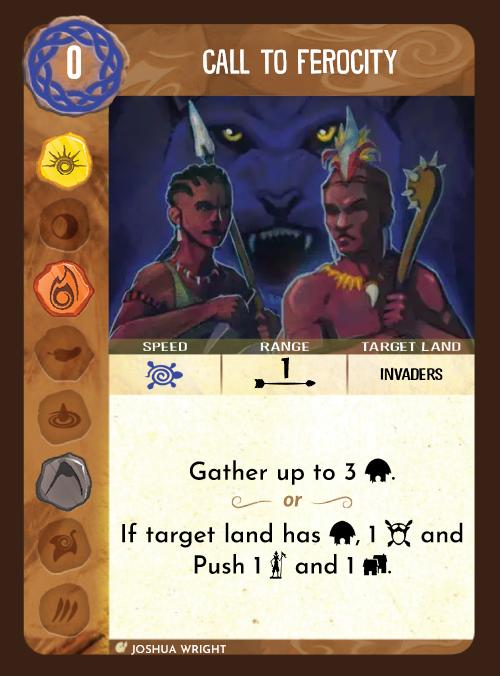 0
CALL TO FEROCITY
SPEED RANGE TARGET LAND
1 INVADERS
Gather up to 3 .
or
If target land has , 1 and
Push 1 and 1 .
JOSHUA WRIGHT